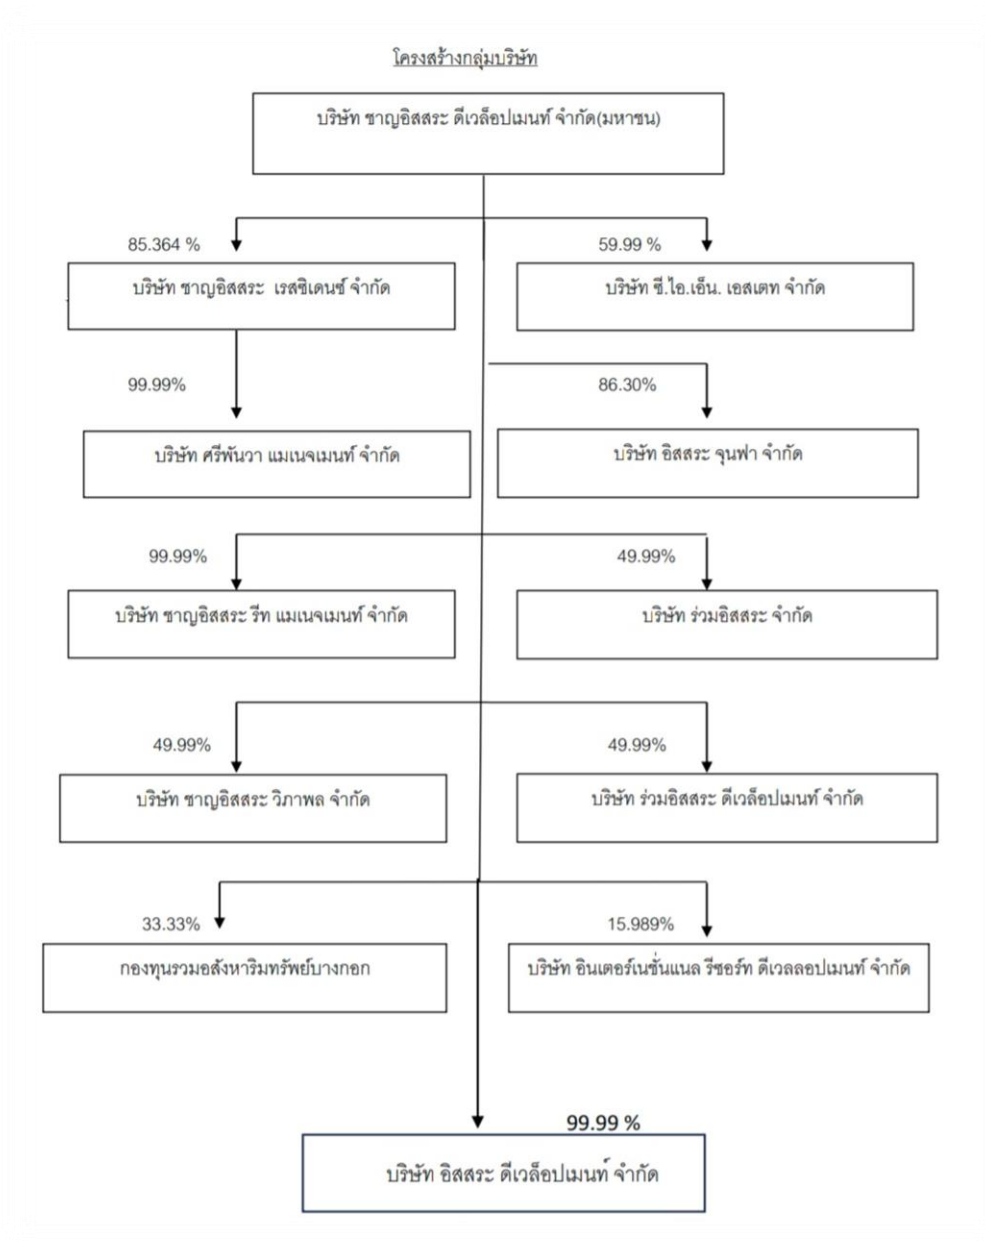 โครงสร้างกลุ่มบริษัท
บริษัท ชาญอิสสระ ดีเวล็อปเมนท์ จำกัด(มหาชน)
85.364 %
59.99 %
บริษัท ชาญอิสสระ เรสซิเดนซ์ จำกัด
บริษัท ซี.ไอ.เอ็น. เอสเตท จำกัด
99.99%
86.30%
บริษัท ศรีพันวา แมเนจเมนท์ จำกัด
บริษัท อิสสระ จุนฟา จำกัด
99.99%
49.99%
บริษัท ชาญอิสสระ รีท แมเนจเมนท์ จำกัด
บริษัท ร่วมอิสสระ จำกัด
49.99%
49.99%
บริษัท ชาญอิสสระ วิภาพล จำกัด
บริษัท ร่วมอิสสระ ดีเวล็อปเมนท์ จำกัด
33.33%
15.989%
กองทุนรวมอสังหาริมทรัพย์บางกอก
บริษัท อินเตอร์เนชั่นแนล รีซอร์ท ดีเวลลอปเมนท์ จำกัด
99.99 %
บริษัท อิสสระ ดีเวล็อปเมนท์ จำกัด